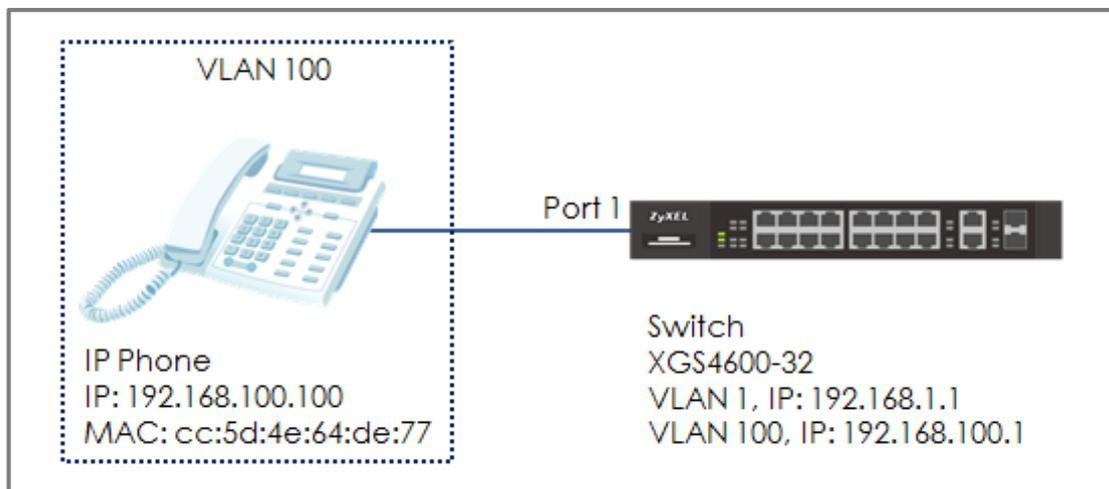 VLAN 100
Port 1
ZyXEL
IP Phone
IP: 192.168.100.100
MAC: cc:5d:4e:64:de:77
Switch
XGS4600-32
VLAN 1, IP: 192.168.1.1
VLAN 100, IP: 192.168.100.1